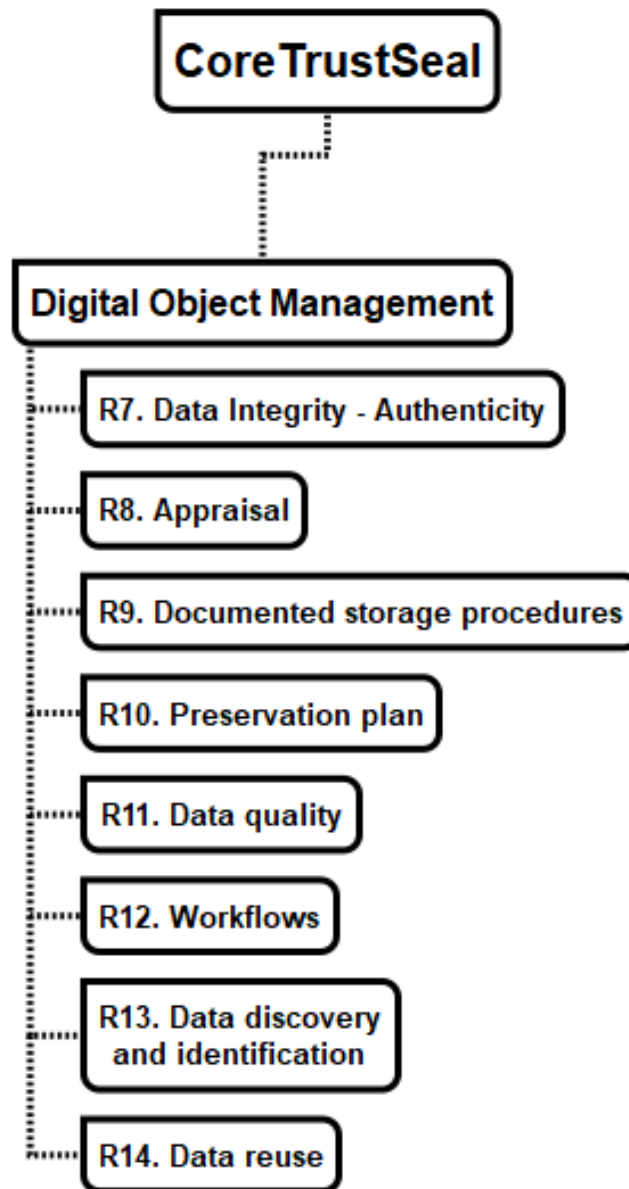 CoreTrustSeal
Digital Object Management
R7. Data Integrity - Authenticity
R8. Appraisal
R9. Documented storage procedures
R10. Preservation plan
R11. Data quality
R12. Workflows
R13. Data discovery
and identification
R14. Data reuse